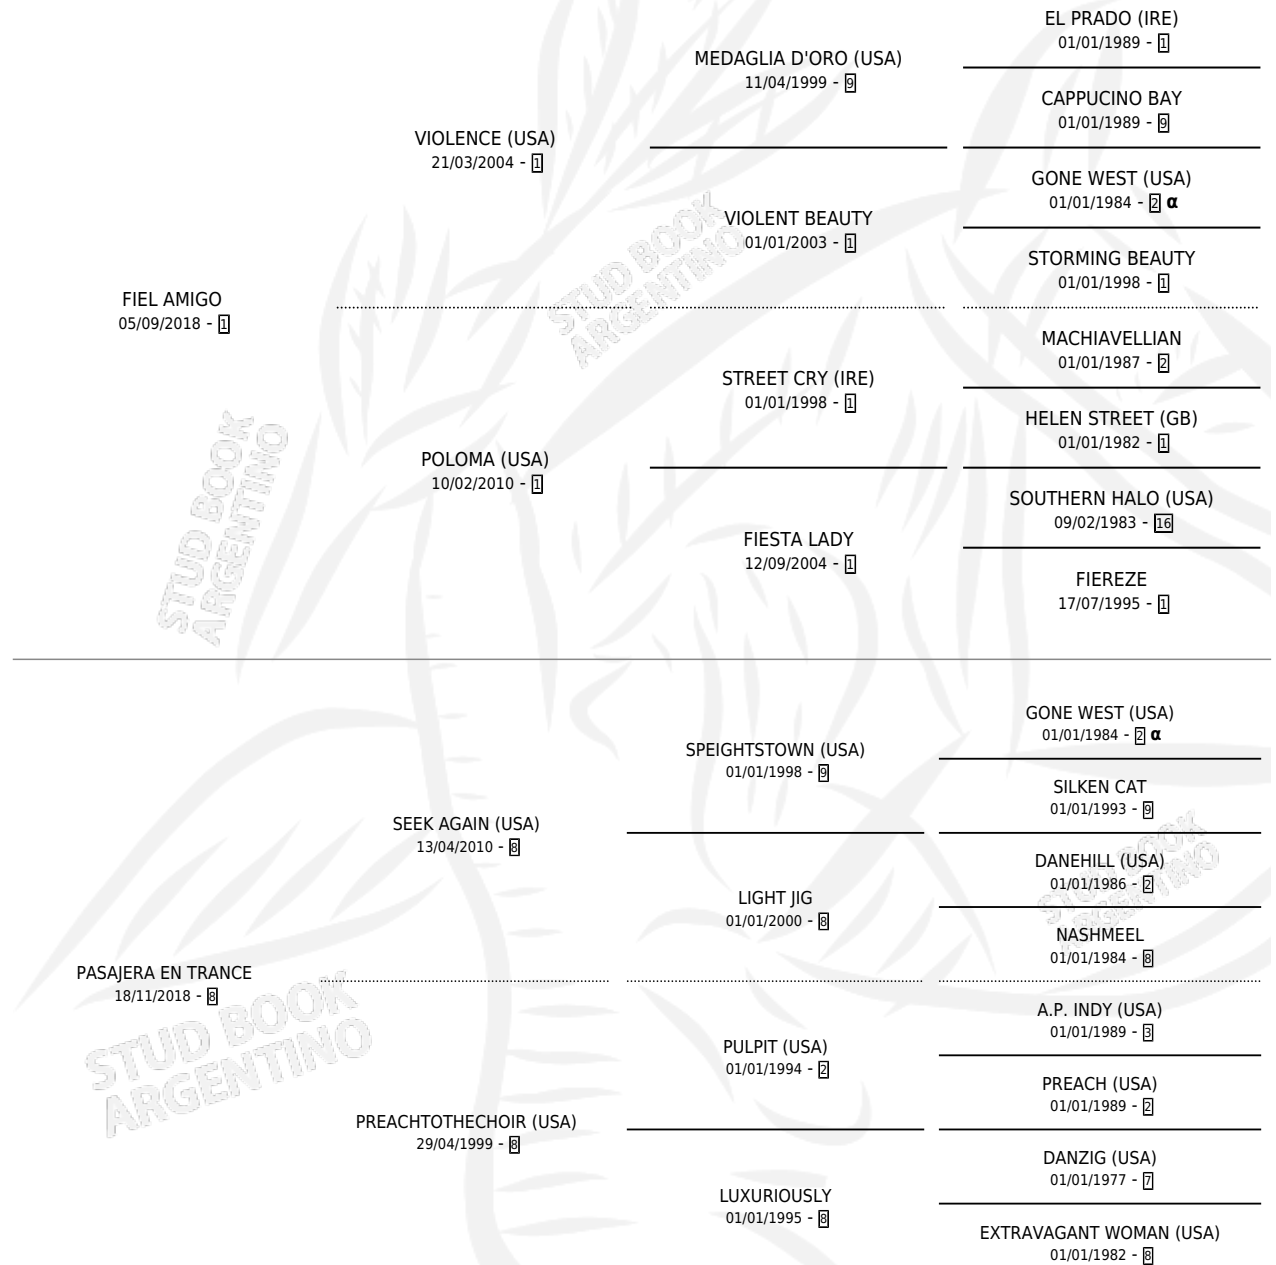 EL PRADO (IRE)
01/01/1989 - 1
MEDAGLIA D'ORO (USA)
11/04/1999 - 9
CAPPUCINO BAY
01/01/1989 - 9
VIOLENCE (USA)
21/03/2004 - 1
GONE WEST (USA)
01/01/1984 - 2 α
VIOLENT BEAUTY
01/01/2003 - 1
STORMING BEAUTY
01/01/1998 - 1
FIEL AMIGO
05/09/2018 - 1
MACHIAVELLIAN
01/01/1987 - 2
STREET CRY (IRE)
01/01/1998 - 1
HELEN STREET (GB)
01/01/1982 - 1
POLOMA (USA)
10/02/2010 - 1
SOUTHERN HALO (USA)
09/02/1983 - 16
FIESTA LADY
12/09/2004 - 1
FIEREZE
17/07/1995 - 1
GONE WEST (USA)
01/01/1984 - 2 α
SPEIGHTSTOWN (USA)
01/01/1998 - 9
SILKEN CAT
01/01/1993 - 9
SEEK AGAIN (USA)
13/04/2010 - 8
DANEHILL (USA)
01/01/1986 - 2
LIGHT JIG
01/01/2000 - 8
NASHMEEL
01/01/1984 - 8
PASAJERA EN TRANCE
18/11/2018 - 8
A.P. INDY (USA)
01/01/1989 - 3
PULPIT (USA)
01/01/1994 - 2
PREACH (USA)
01/01/1989 - 2
PREACHTOTHECHOIR (USA)
29/04/1999 - 8
DANZIG (USA)
01/01/1977 - 7
LUXURIOUSLY
01/01/1995 - 8
EXTRAVAGANT WOMAN (USA)
01/01/1982 - 8
STUD BOOK
ARGENTINO
STUD BOOK
ARGENTINO
STUD BOOK
ARGENTINO
STUD BOOK
ARGENTINO